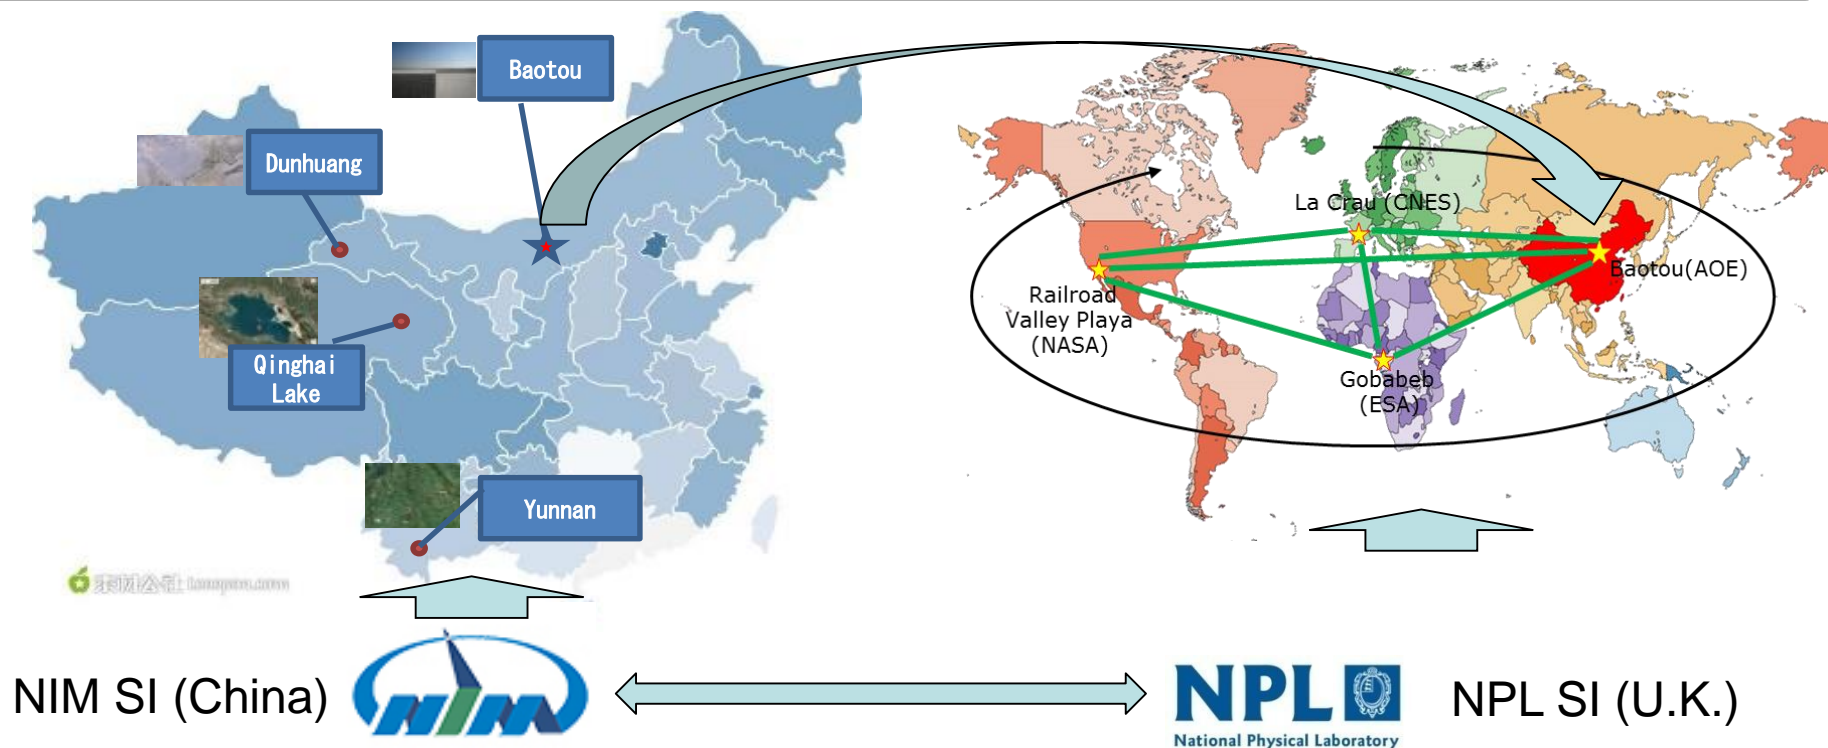 Baotou
Dunhuang
Qinghai
Lake
Yunnan
La Crau (CNES)
Baotou(AOE)
Railroad
Valley Playa
(NASA)
Gobabeb
(ESA)
NIM SI (China)
NIM
NPL
National Physical Laboratory
NPL SI (U.K.)